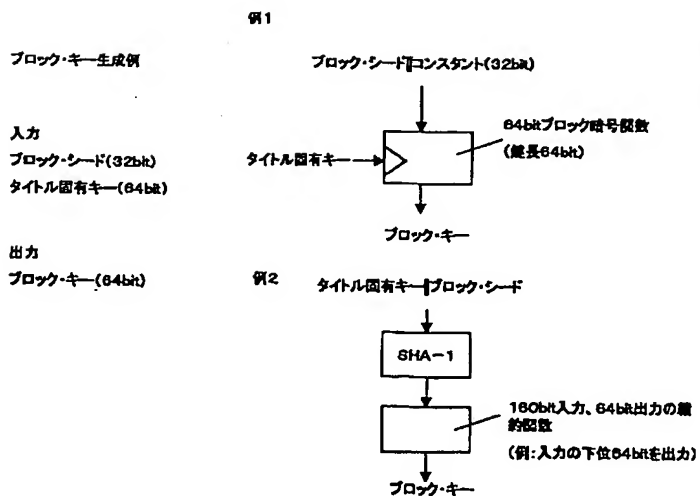 例1
ブロック・キー生成例
ブロック・シード||コンスタント(32bit)
64bitブロック暗号関数
(鍵長64bit)
入力
ブロック・シード(32bit)
タイトル固有キー
タイトル固有キー(64bit)
ブロック・キー
出力
ブロック・キー(64bit)
例2
タイトル固有キー||ブロック・シード
SHA-1
160bit入力、64bit出力の縮
約関数
(例:入力の下位64bitを出力)
ブロック・キー